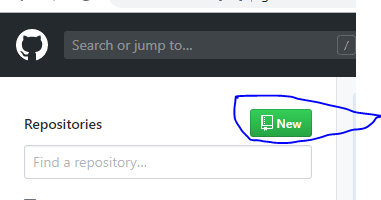 Search or jump to...
/
Repositories
New
Find a repository...